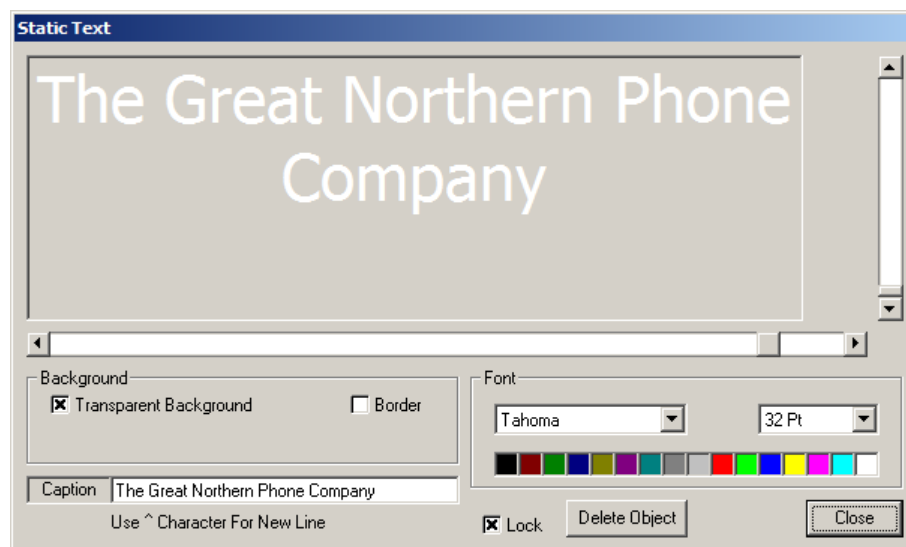 Static Text
The Great Northern Phone
Company
Background
Transparent Background
Border
Font
Tahoma
32 Pt
Caption
The Great Northern Phone Company
Use ^ Character For New Line
Lock
Delete Object
Close